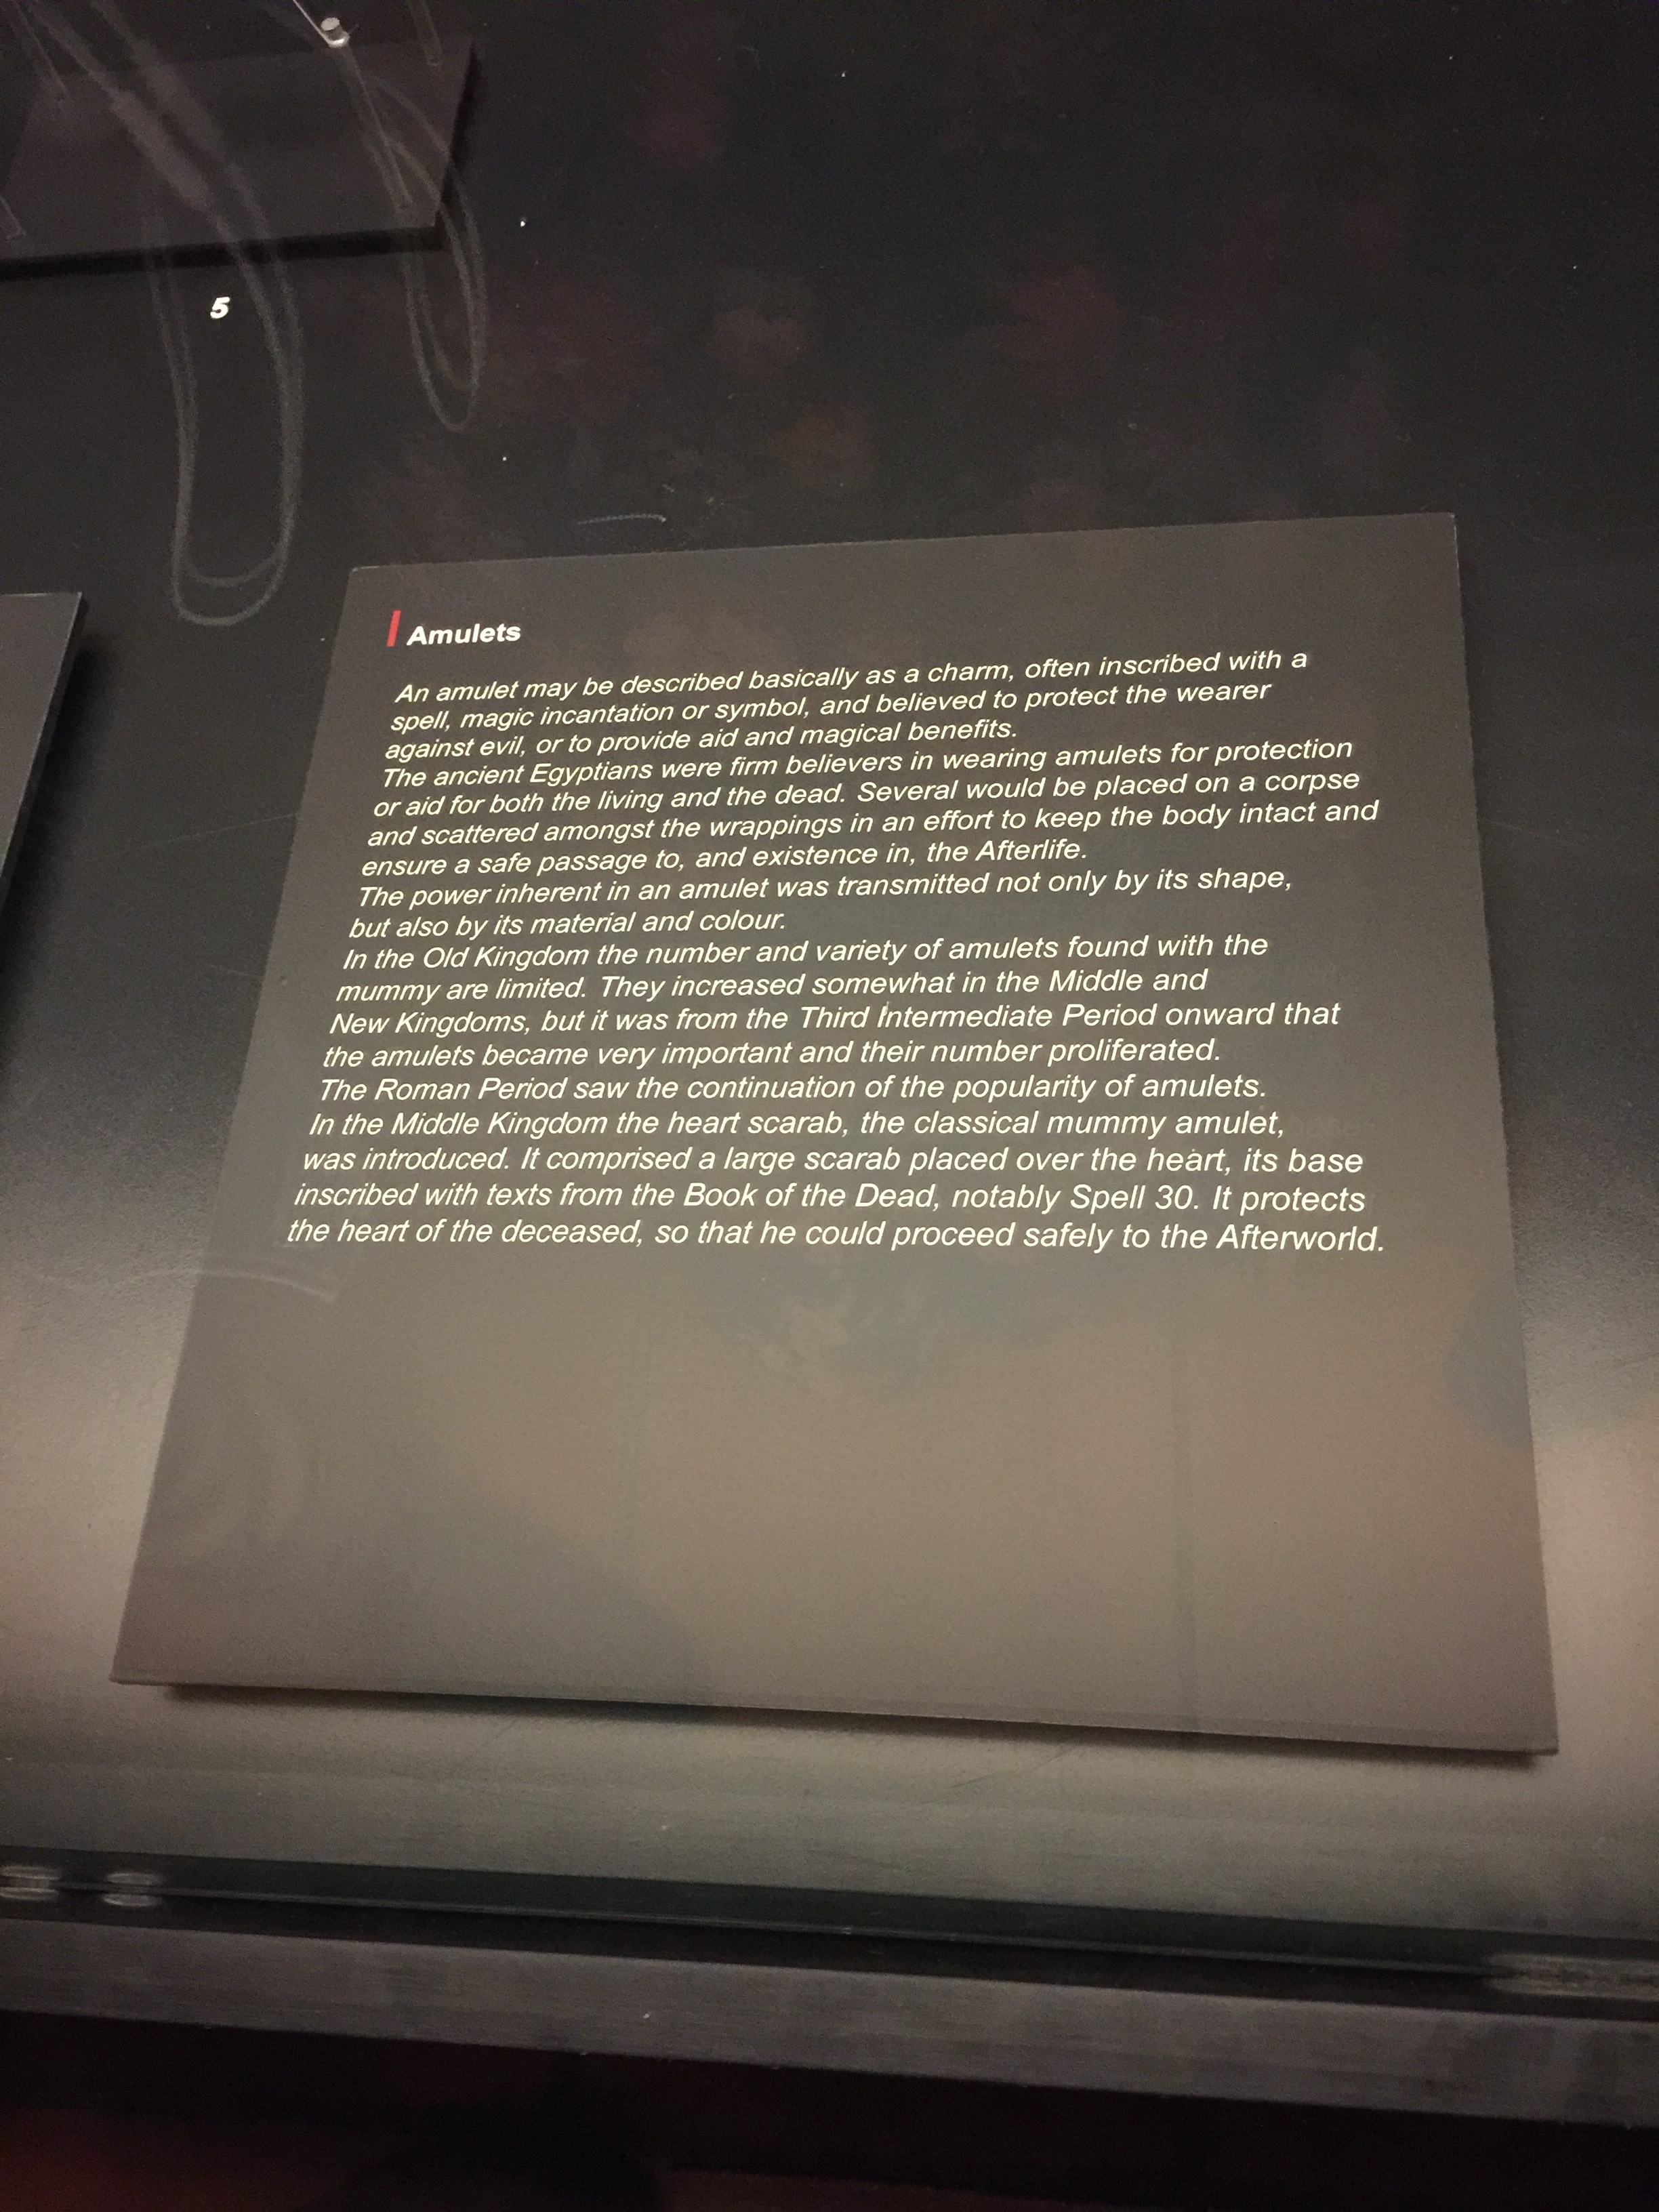 5
Amulets
An amulet may be described basically as a charm, often inscribed with a
spell, magic incantation or symbol, and believed to protect the wearer
against evil, or to provide aid and magical benefits.
The ancient Egyptians were firm believers in wearing amulets for protection
or aid for both the living and the dead. Several would be placed on a corpse
and scattered amongst the wrappings in an effort to keep the body intact and
ensure a safe passage to, and existence in, the Afterlife.
The power inherent in an amulet was transmitted not only by its shape,
but also by its material and colour.
In the Old Kingdom the number and variety of amulets found with the
mummy are limited. They increased somewhat in the Middle and
New Kingdoms, but it was from the Third Intermediate Period onward that
the amulets became very important and their number proliferated.
The Roman Period saw the continuation of the popularity of amulets.
In the Middle Kingdom the heart scarab, the classical mummy amulet,
was introduced. It comprised a large scarab placed over the heart, its base
inscribed with texts from the Book of the Dead, notably Spell 30. It protects
the heart of the deceased, so that he could proceed safely to the Afterworld.